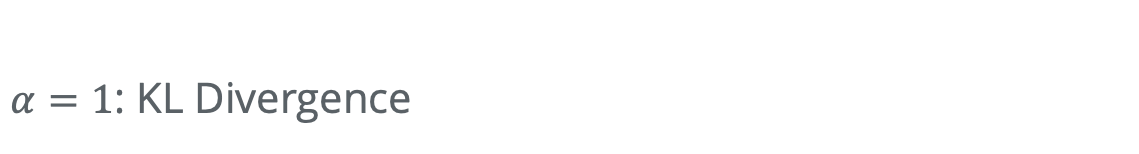 α = 1: KL Divergence